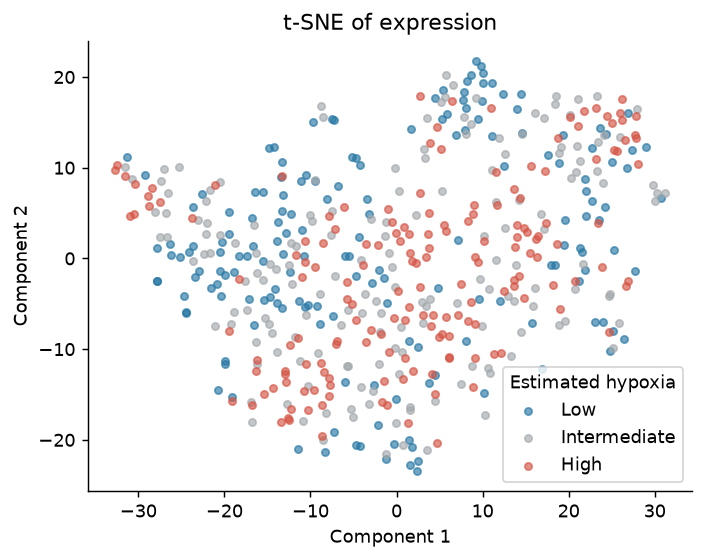 t-SNE of expression
20
10
0
−10
−20
Component 2
−30
−20
−10
0
10
20
30
Component 1
Estimated hypoxia
Low
Intermediate
High